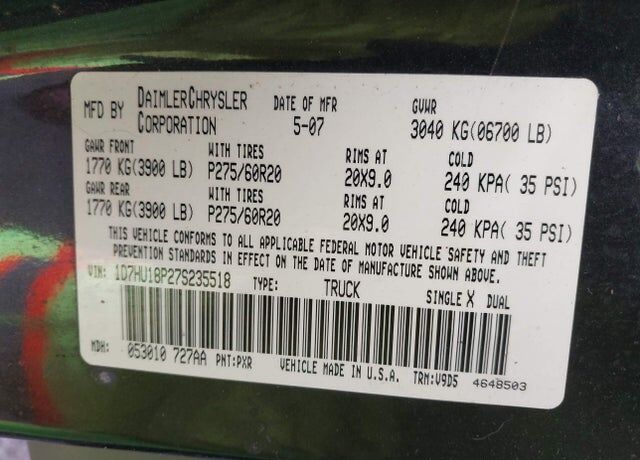 MFD BY DAIMLERCHRYSLER CORPORATION DATE OF MFR 5-07 GVWR 3040 KG(06700 LB)
GAWR FRONT WITH TIRES RIMS AT COLD
1770 KG(3900 LB) P275/60R20 20X9.0 240 KPA( 35 PSI)
GAWR REAR WITH TIRES RIMS AT COLD
1770 KG(3900 LB) P275/60R20 20X9.0 240 KPA( 35 PSI)
THIS VEHICLE CONFORMS TO ALL APPLICABLE FEDERAL MOTOR VEHICLE SAFETY AND THEFT
PREVENTION STANDARDS IN EFFECT ON THE DATE OF MANUFACTURE SHOWN ABOVE.
VIN: 1D7HU18P27S235518 TYPE: TRUCK SINGLE X DUAL
MDH: 053010 727AA PNT:PXR VEHICLE MADE IN U.S.A. TRM:V9D5 4648503